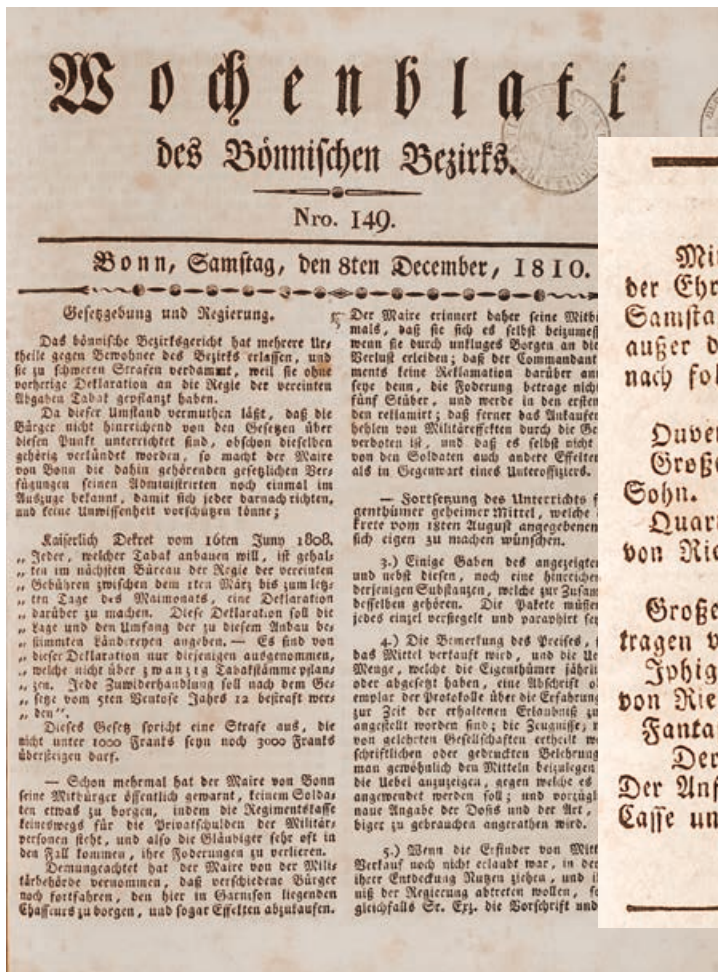 Wochenblatt
des Bönnischen Bezirks.
Nro. 149.
Bonn, Samstag, den 8ten December, 1810.
Gesetzgebung und Regierung.
Das bönnische Bezirksgericht hat mehrere Ur-
theile gegen Bewohner des Bezirks erlassen, und
sie zu schweren Strafen verdammt, weil sie ohne
vorherige Deklaration an die Regie der vereinten
Abgaben Tabak gepflanzt haben.
Da dieser Umstand vermuthen läßt, daß die
Bürger nicht hinreichend von den Gesetzen über
diesen Punkt unterrichtet sind, obschon dieselben
gehörig verkündet worden, so macht der Maire
von Bonn die dahin gehörenden gesetzlichen Ver-
fügungen seinen Administrirten noch einmal im
Auszuge bekannt, damit sich jeder darnach richten,
und keine Unwissenheit vorschützen könne;
Kaiserlich Dekret vom 16ten Juny 1808.
„ Jeder, welcher Tabak anbauen will, ist gehal-
„ ten im nächsten Büreau der Regie der vereinten
„ Gebühren zwischen dem 1ten März bis zum letz-
„ ten Tage des Maimonats, eine Deklaration
„ darüber zu machen. Diese Deklaration soll die
„ Lage und den Umfang der zu diesem Anbau be-
„ stimmten Ländereyen angeben. — Es sind von
„ dieser Deklaration nur diejenigen ausgenommen,
„ welche nicht über zwanzig Tabakstämme pflan-
„ zen. Jede Zuwiderhandlung soll nach dem Ge-
„ setze vom 5ten Ventose Jahrs 12 bestraft wer-
„ den“.
Dieses Gesetz spricht eine Strafe aus, die
nicht unter 1000 Franks seyn noch 3000 Franks
übersteigen darf.
— Schon mehrmal hat der Maire von Bonn
seine Mitbürger öffentlich gewarnt, keinem Solda-
ten etwas zu borgen, indem die Regimentskasse
keineswegs für die Privatschulden der Militär-
personen steht, und also die Gläubiger sehr oft in
den Fall kommen, ihre Foderungen zu verlieren.
Demungeachtet hat der Maire von der Mili-
tärbehörde vernommen, daß verschiedene Bürger
noch fortfahren, den hier in Garnison liegenden
Chasseurs zu borgen, und sogar Effekten abzukaufen.
Der Maire erinnert daher seine Mitbü
mals, daß sie sich es selbst beizumess
wenn sie durch unkluges Borgen an die
Verlust erleiden; daß der Commandant
ments keine Reklamation darüber ann
seye denn, die Foderung betrage nicht
fünf Stüber, und werde in den ersten
den reklamirt; daß ferner das Ankaufen
hehlen von Militäreffekten durch die Ge
verboten ist, und daß es selbst nicht
von den Soldaten auch andere Effekten
als in Gegenwart eines Unteroffiziers.
— Fortsetzung des Unterrichts f
genthümer geheimer Mittel, welche
krete vom 18ten August angegebenen
sich eigen zu machen wünschen.
3.) Einige Gaben des angezeigten
und nebst diesen, noch eine hinreichen
derjenigen Substanzen, welche zur Zusam
desselben gehören. Die Pakete müssen
jedes einzel versiegelt und paraphirt sey
4.) Die Bemerkung des Preises,
das Mittel verkauft wird, und die Ue
Menge, welche die Eigenthümer jährli
oder abgesetzt haben, eine Abschrift o
emplar der Protokolle über die Erfahrung
zur Zeit der erhaltenen Erlaubniß zu
angestellt worden sind; die Zeugnisse,
von gelehrten Gesellschaften ertheilt w
schriftlichen oder gedruckten Belehrung
man gewöhnlich den Mitteln beizulegen
die Uebel anzuzeigen, gegen welche es
angewendet werden soll; und vorzügl
naue Angabe der Dosis und der Art,
biger zu gebrauchen angerathen wird.
5.) Wenn die Erfinder von Mitt
Verkauf noch nicht erlaubt war, in der
ihrer Entdeckung Nutzen ziehen, und i
niß der Regierung abtreten wollen, so
gleichfalls Sr. Exz. die Vorschrift und
Mi
der Ehr
Samsta
außer d
nach fol
Ouver
Große
Sohn.
Quar
von Rie
Große
tragen v
Iphig
von Rie
Fanta
Der
Der Anf
Casse un